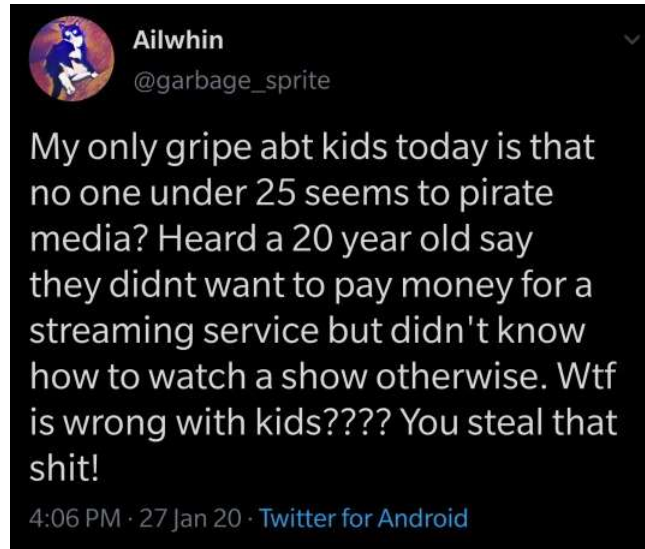 Ailwhin
@garbage_sprite
My only gripe abt kids today is that
no one under 25 seems to pirate
media? Heard a 20 year old say
they didnt want to pay money for a
streaming service but didn't know
how to watch a show otherwise. Wtf
is wrong with kids???? You steal that
shit!
4:06 PM · 27 Jan 20 · Twitter for Android